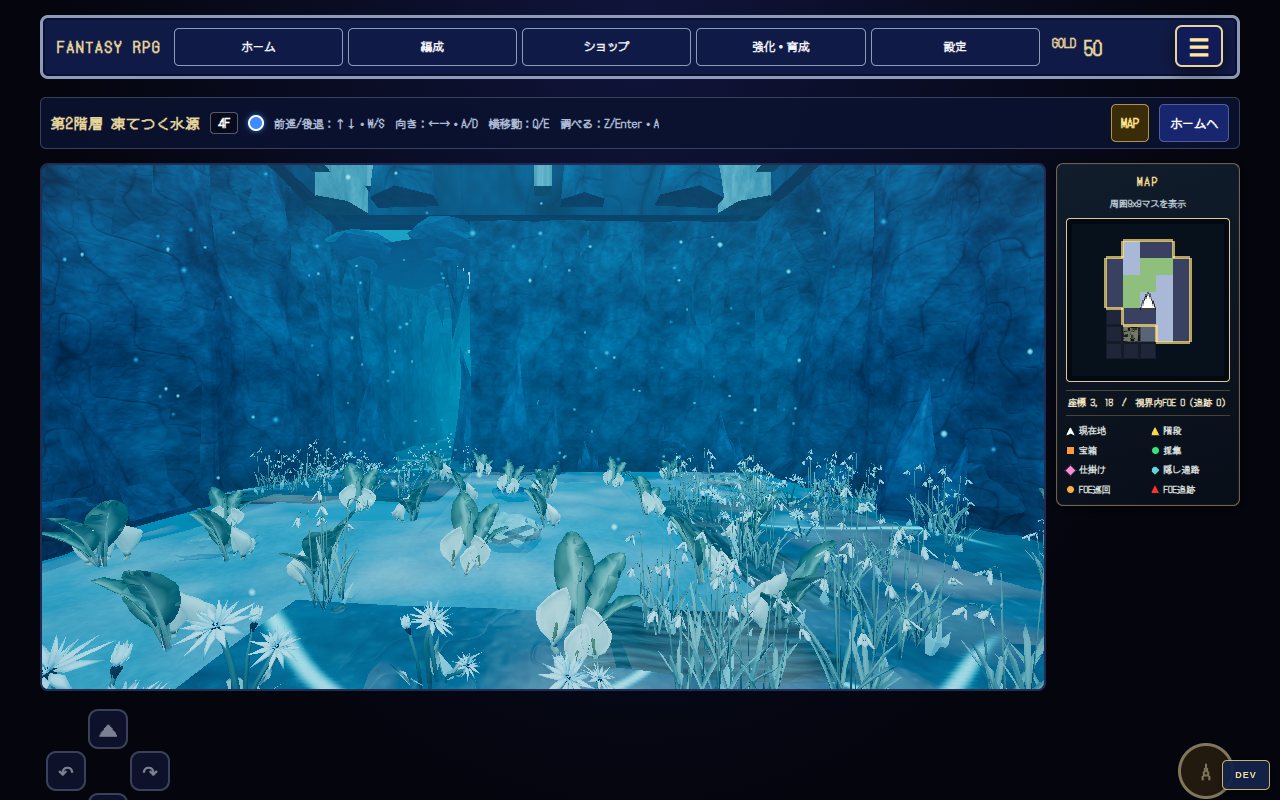 FANTASY RPG
ホーム
編成
ショップ
強化・育成
設定
GOLD 50
第2階層 凍てつく水源
4F
前進/後退：↑↓・W/S 向き：←→・A/D 横移動：Q/E 調べる：Z/Enter・A
MAP
ホームへ
MAP
周囲9x9マスを表示
座標 3, 18 / 視界内FOE 0 (追跡 0)
現在地
階段
宝箱
採集
仕掛け
隠し通路
FOE巡回
FOE追跡
A
DEV